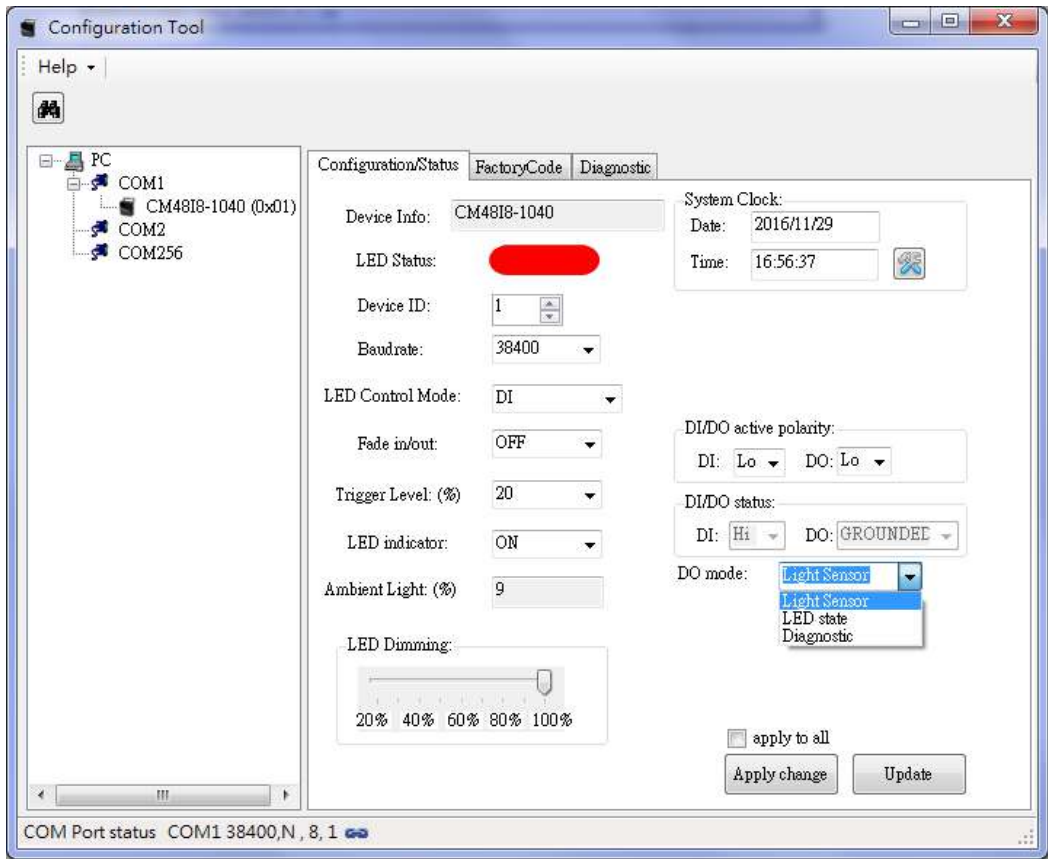 Configuration Tool
Help
PC
COM1
CM48I8-1040 (0x01)
COM2
COM256
Configuration/Status FactoryCode Diagnostic
Device Info: CM48I8-1040
LED Status:
Device ID: 1
Baudrate: 38400
LED Control Mode: DI
Fade in/out: OFF
Trigger Level: (%) 20
LED indicator: ON
Ambient Light: (%) 9
LED Dimming:
20% 40% 60% 80% 100%
System Clock:
Date: 2016/11/29
Time: 16:56:37
DI/DO active polarity:
DI: Lo DO: Lo
DI/DO status:
DI: Hi DO: GROUNDED
DO mode: Light Sensor
Light Sensor
LED state
Diagnostic
apply to all
Apply change Update
COM Port status COM1 38400,N , 8, 1